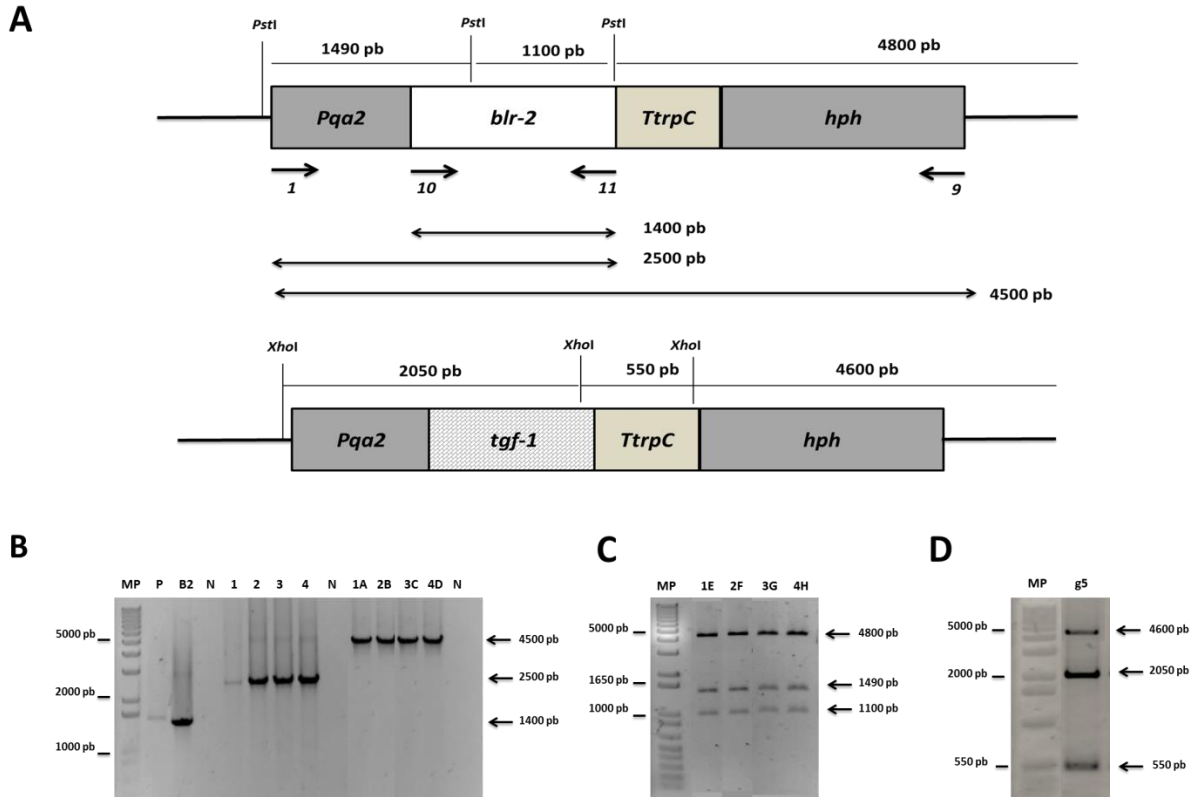 A
PstI PstI PstI
1490 pb 1100 pb 4800 pb
Pqa2 blr-2 TtrpC hph
1 10 11 9
1400 pb
2500 pb
4500 pb
XhoI XhoI XhoI
2050 pb 550 pb 4600 pb
Pqa2 tgf-1 TtrpC hph
B
MP P B2 N 1 2 3 4 N 1A 2B 3C 4D N
5000 pb 4500 pb
2500 pb
2000 pb
1400 pb
1000 pb
C
MP 1E 2F 3G 4H
5000 pb 4800 pb
1650 pb 1490 pb
1000 pb 1100 pb
D
MP g5
5000 pb 4600 pb
2000 pb 2050 pb
550 pb 550 pb